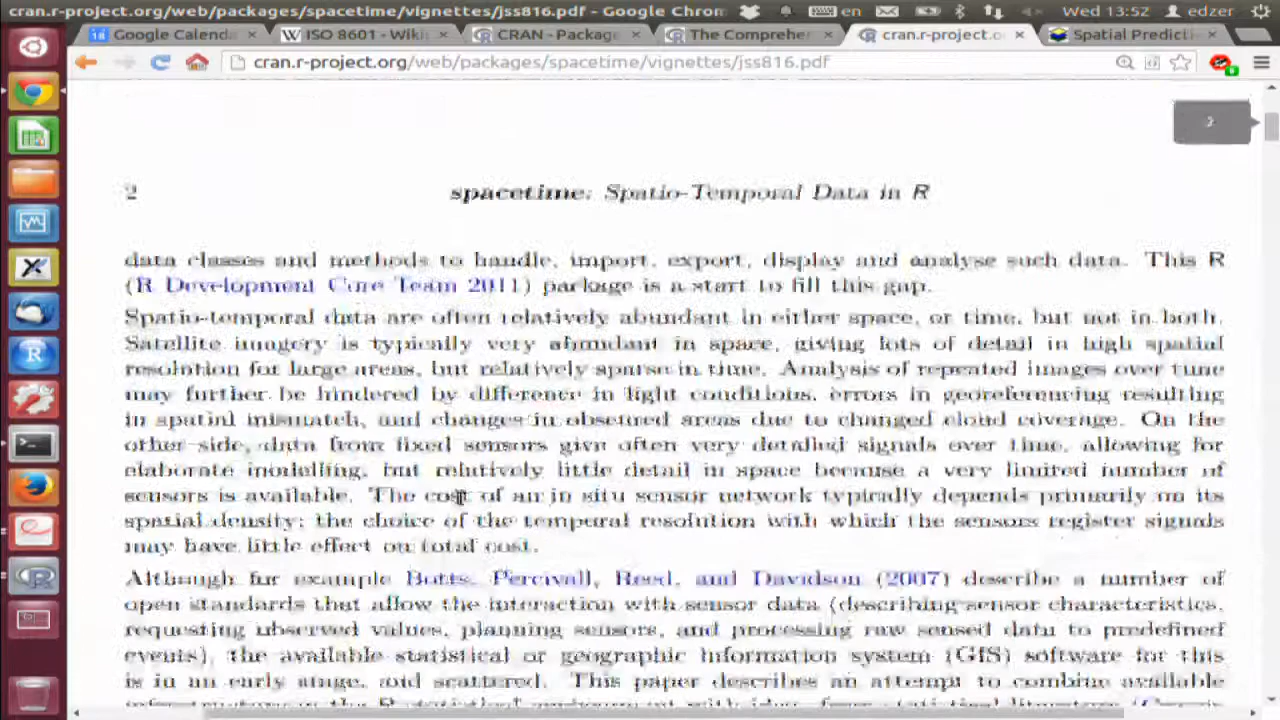 cran.r-project.org/web/packages/spacetime/vignettes/jss816.pdf - Google Chrom
en
Wed 13:52
edzer
18 Google Calend
W ISO 8601 - Wiki
CRAN - Package
The Comprehe
cran.r-project.o
Spatial Predicti
cran.r-project.org/web/packages/spacetime/vignettes/jss816.pdf
2
spacetime: Spatio-Temporal Data in R
data classes and methods to handle, import, export, display and analyse such data. This R
(R Development Core Team 2011) package is a start to fill this gap.
Spatio-temporal data are often relatively abundant in either space, or time, but not in both.
Satellite imagery is typically very abundant in space, giving lots of detail in high spatial
resolution for large areas, but relatively sparse in time. Analysis of repeated images over time
may further be hindered by difference in light conditions, errors in georeferencing resulting
in spatial mismatch, and changes in obscured areas due to changed cloud coverage. On the
other side, data from fixed sensors give often very detailed signals over time, allowing for
elaborate modelling, but relatively little detail in space because a very limited number of
sensors is available. The cost of an in situ sensor network typically depends primarily on its
spatial density; the choice of the temporal resolution with which the sensors register signals
may have little effect on total cost.
Although for example Botts, Percivall, Reed, and Davidson (2007) describe a number of
open standards that allow the interaction with sensor data (describing sensor characteristics,
requesting observed values, planning sensors, and processing raw sensed data to predefined
events), the available statistical or geographic information system (GIS) software for this
is in an early stage, and scattered. This paper describes an attempt to combine available